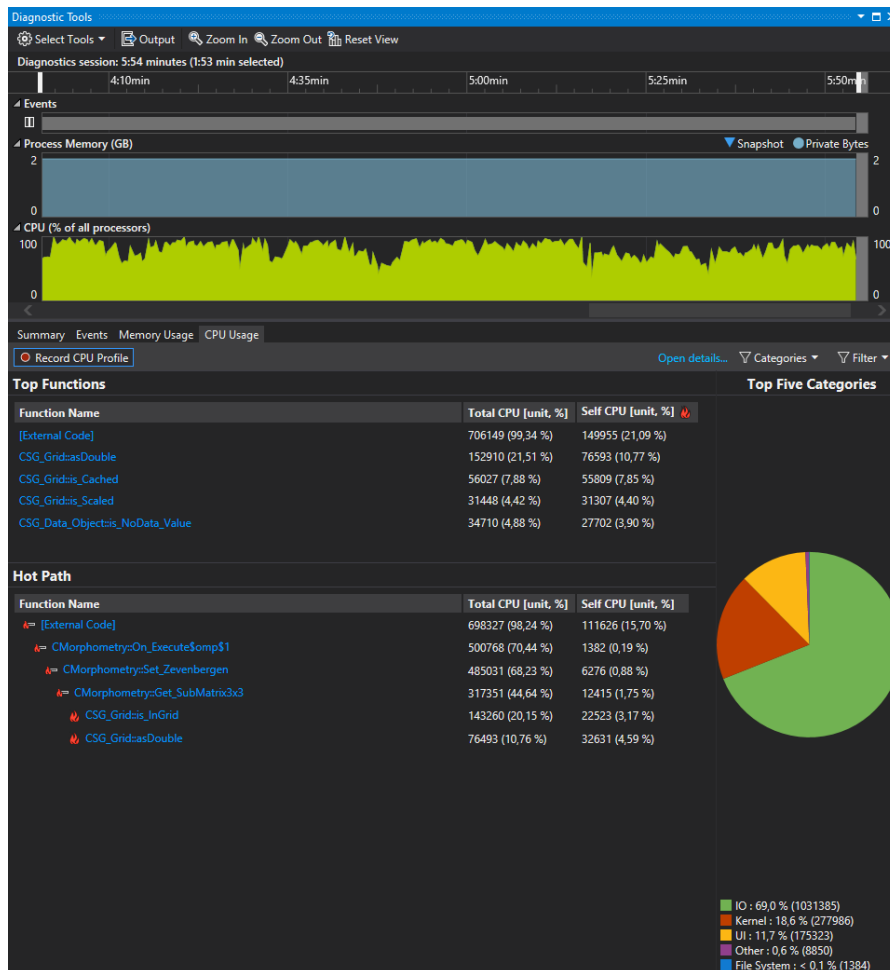 Diagnostic Tools
Select Tools Output Zoom In Zoom Out Reset View
Diagnostics session: 5:54 minutes (1:53 min selected)
4:10min 4:35min 5:00min 5:25min 5:50m
Events
Process Memory (GB) Snapshot Private Bytes
2 2
0 0
CPU (% of all processors)
100 100
0 0
Summary Events Memory Usage CPU Usage
Record CPU Profile Open details... Categories Filter
Top Functions Top Five Categories
Function Name Total CPU [unit, %] Self CPU [unit, %]
[External Code] 706149 (99,34 %) 149955 (21,09 %)
CSG_Grid::asDouble 152910 (21,51 %) 76593 (10,77 %)
CSG_Grid::is_Cached 56027 (7,88 %) 55809 (7,85 %)
CSG_Grid::is_Scaled 31448 (4,42 %) 31307 (4,40 %)
CSG_Data_Object::is_NoData_Value 34710 (4,88 %) 27702 (3,90 %)
Hot Path
Function Name Total CPU [unit, %] Self CPU [unit, %]
[External Code] 698327 (98,24 %) 111626 (15,70 %)
CMorphometry::On_Execute$omp$1 500768 (70,44 %) 1382 (0,19 %)
CMorphometry::Set_Zevenbergen 485031 (68,23 %) 6276 (0,88 %)
CMorphometry::Get_SubMatrix3x3 317351 (44,64 %) 12415 (1,75 %)
CSG_Grid::is_InGrid 143260 (20,15 %) 22523 (3,17 %)
CSG_Grid::asDouble 76493 (10,76 %) 32631 (4,59 %)
IO : 69,0 % (1031385)
Kernel : 18,6 % (277986)
UI : 11,7 % (175323)
Other : 0,6 % (8850)
File System : < 0,1 % (1384)